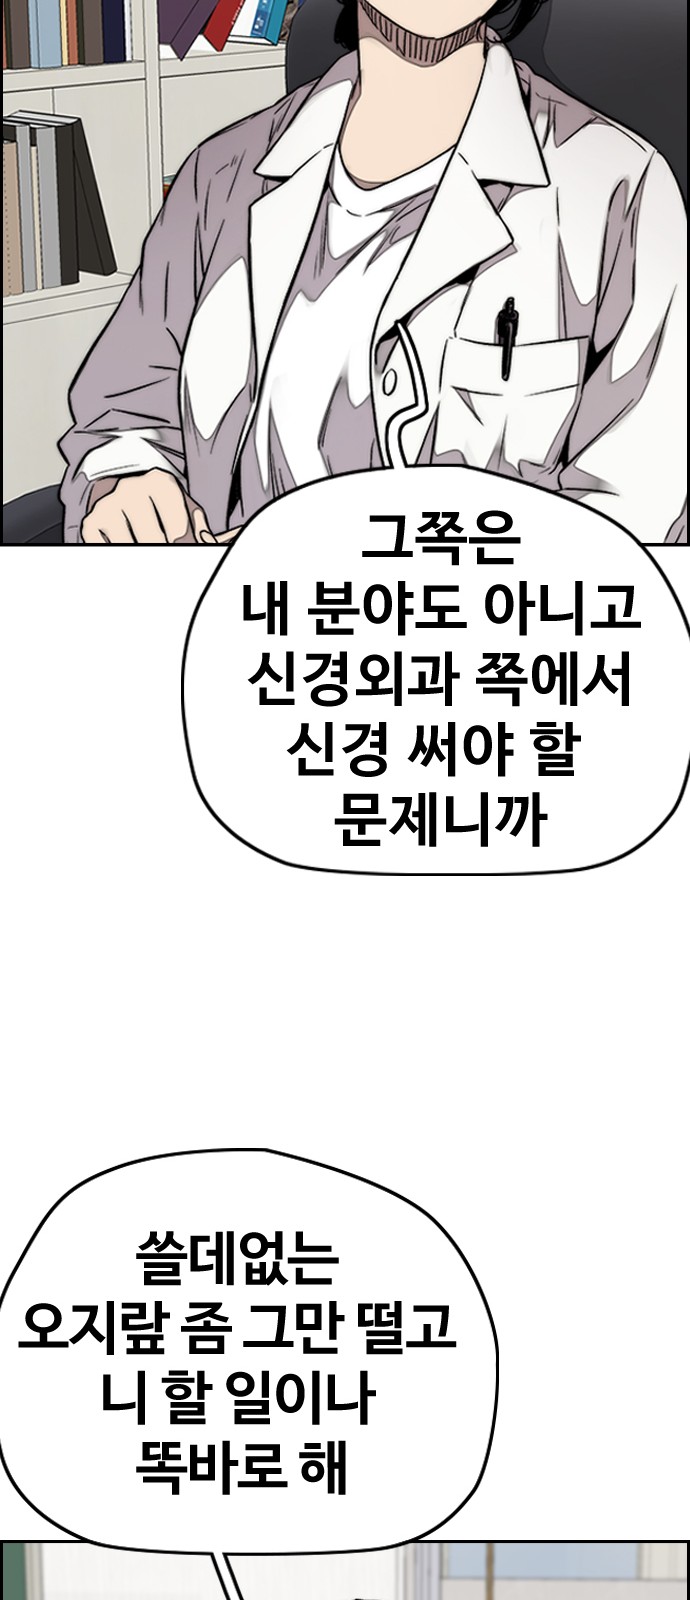 그쪽은
내 분야도 아니고
신경외과 쪽에서
신경 써야 할
문제니까
쓸데없는
오지랖 좀 그만 떨고
니 할 일이나
똑바로 해